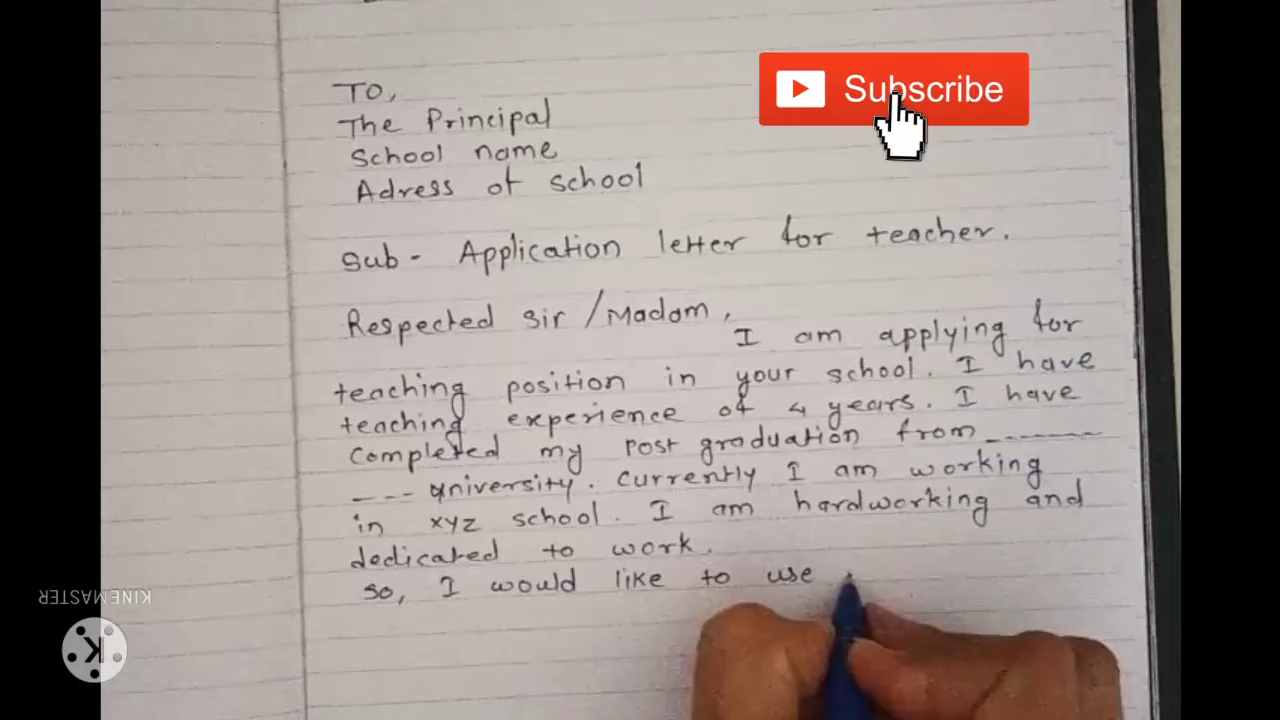 Subscribe
To,
The Principal
School name
Adress of school
Sub- Application letter for teacher.
Respected Sir/Madam,
I am applying for
teaching position in your school. I have
teaching experience of 4 years. I have
completed my post graduation from -------
--- university. Currently I am working
in xyz school. I am hardworking and
dedicated to work.
So, I would like to use
KINEMASTER
K